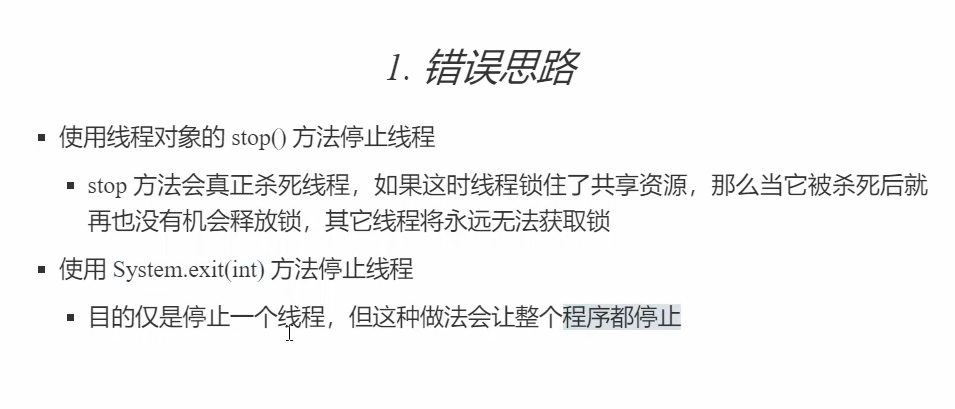 1. 错误思路
使用线程对象的 stop() 方法停止线程
stop 方法会真正杀死线程，如果这时线程锁住了共享资源，那么当它被杀死后就
再也没有机会释放锁，其它线程将永远无法获取锁
使用 System.exit(int) 方法停止线程
目的仅是停止一个线程，但这种做法会让整个程序都停止